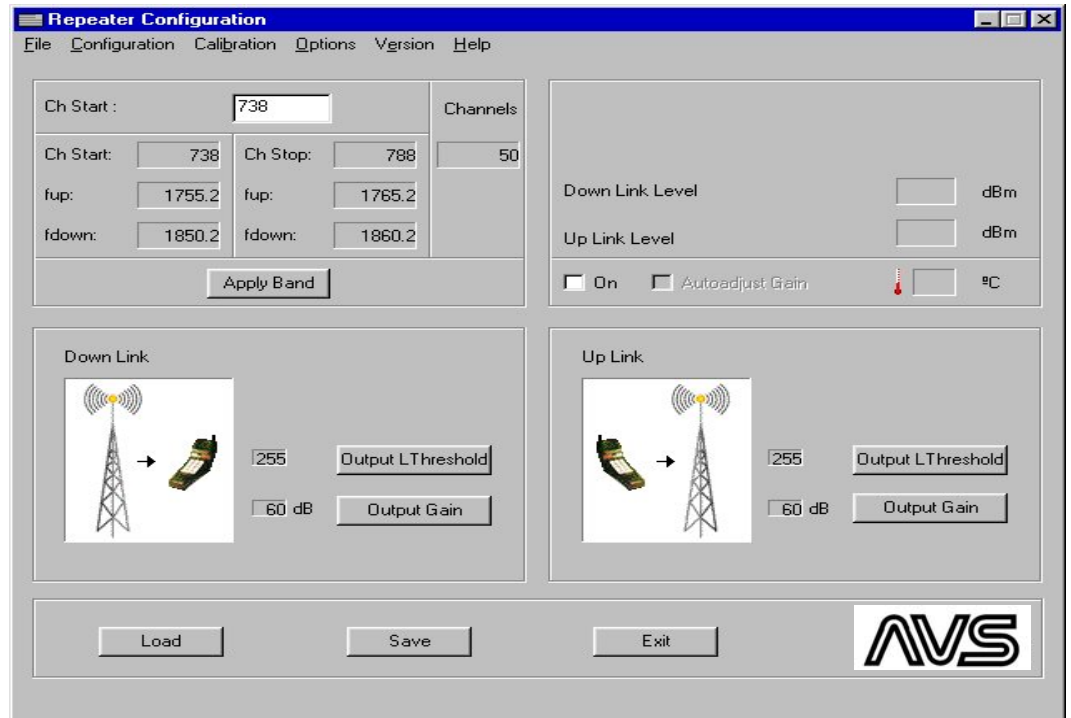 Repeater Configuration
File Configuration Calibration Options Version Help
Ch Start : 738 Channels
Ch Start: 738 Ch Stop: 788 50
fup: 1755.2 fup: 1765.2
fdown: 1850.2 fdown: 1860.2
Apply Band
Down Link Level dBm
Up Link Level dBm
On Autoadjust Gain ºC
Down Link
255 Output LThreshold
60 dB Output Gain
Up Link
255 Output LThreshold
60 dB Output Gain
Load Save Exit AVS